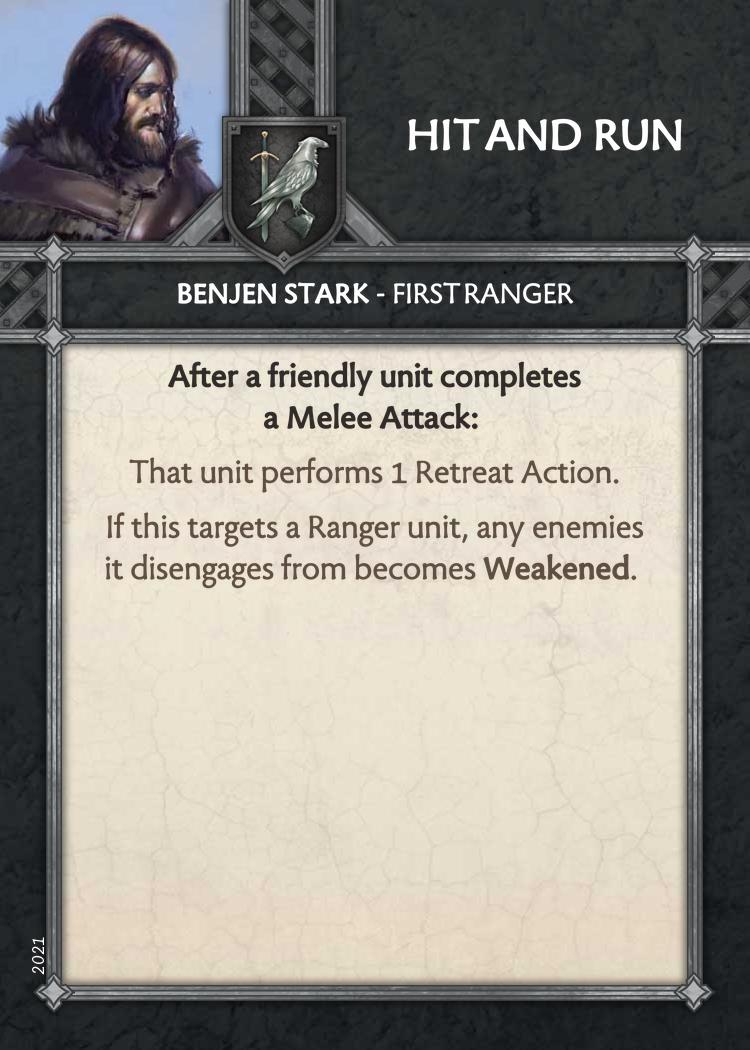 HIT AND RUN
BENJEN STARK - FIRST RANGER
After a friendly unit completes
a Melee Attack:
That unit performs 1 Retreat Action.
If this targets a Ranger unit, any enemies
it disengages from becomes Weakened.
2021